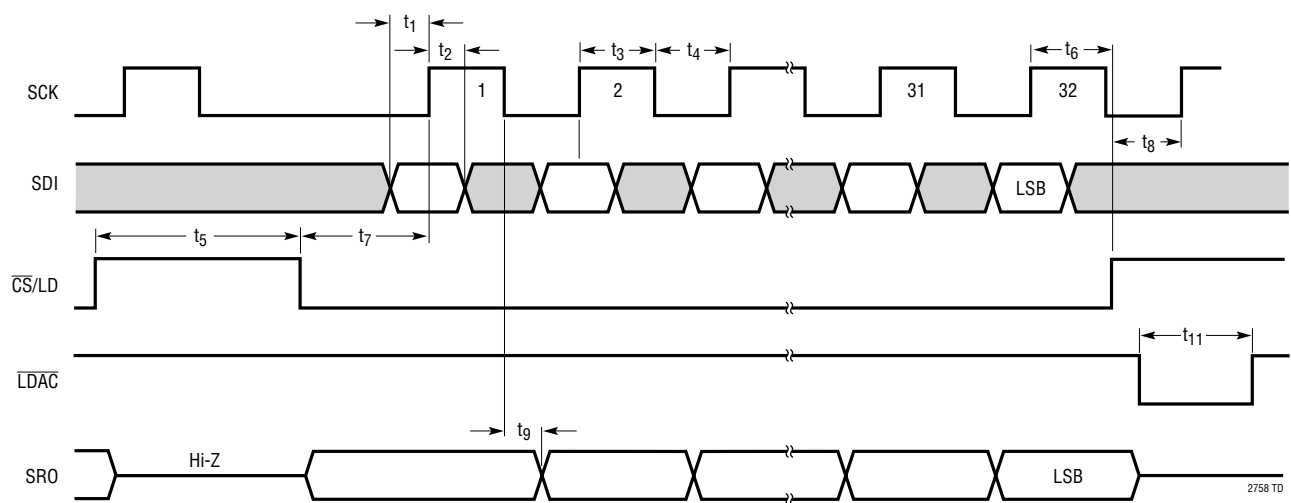 t1
t2
t3
t4
t6
SCK
1
2
31
32
t8
SDI
LSB
t5
t7
CS/LD
t11
LDAC
t9
Hi-Z
SRO
LSB
2758 TD